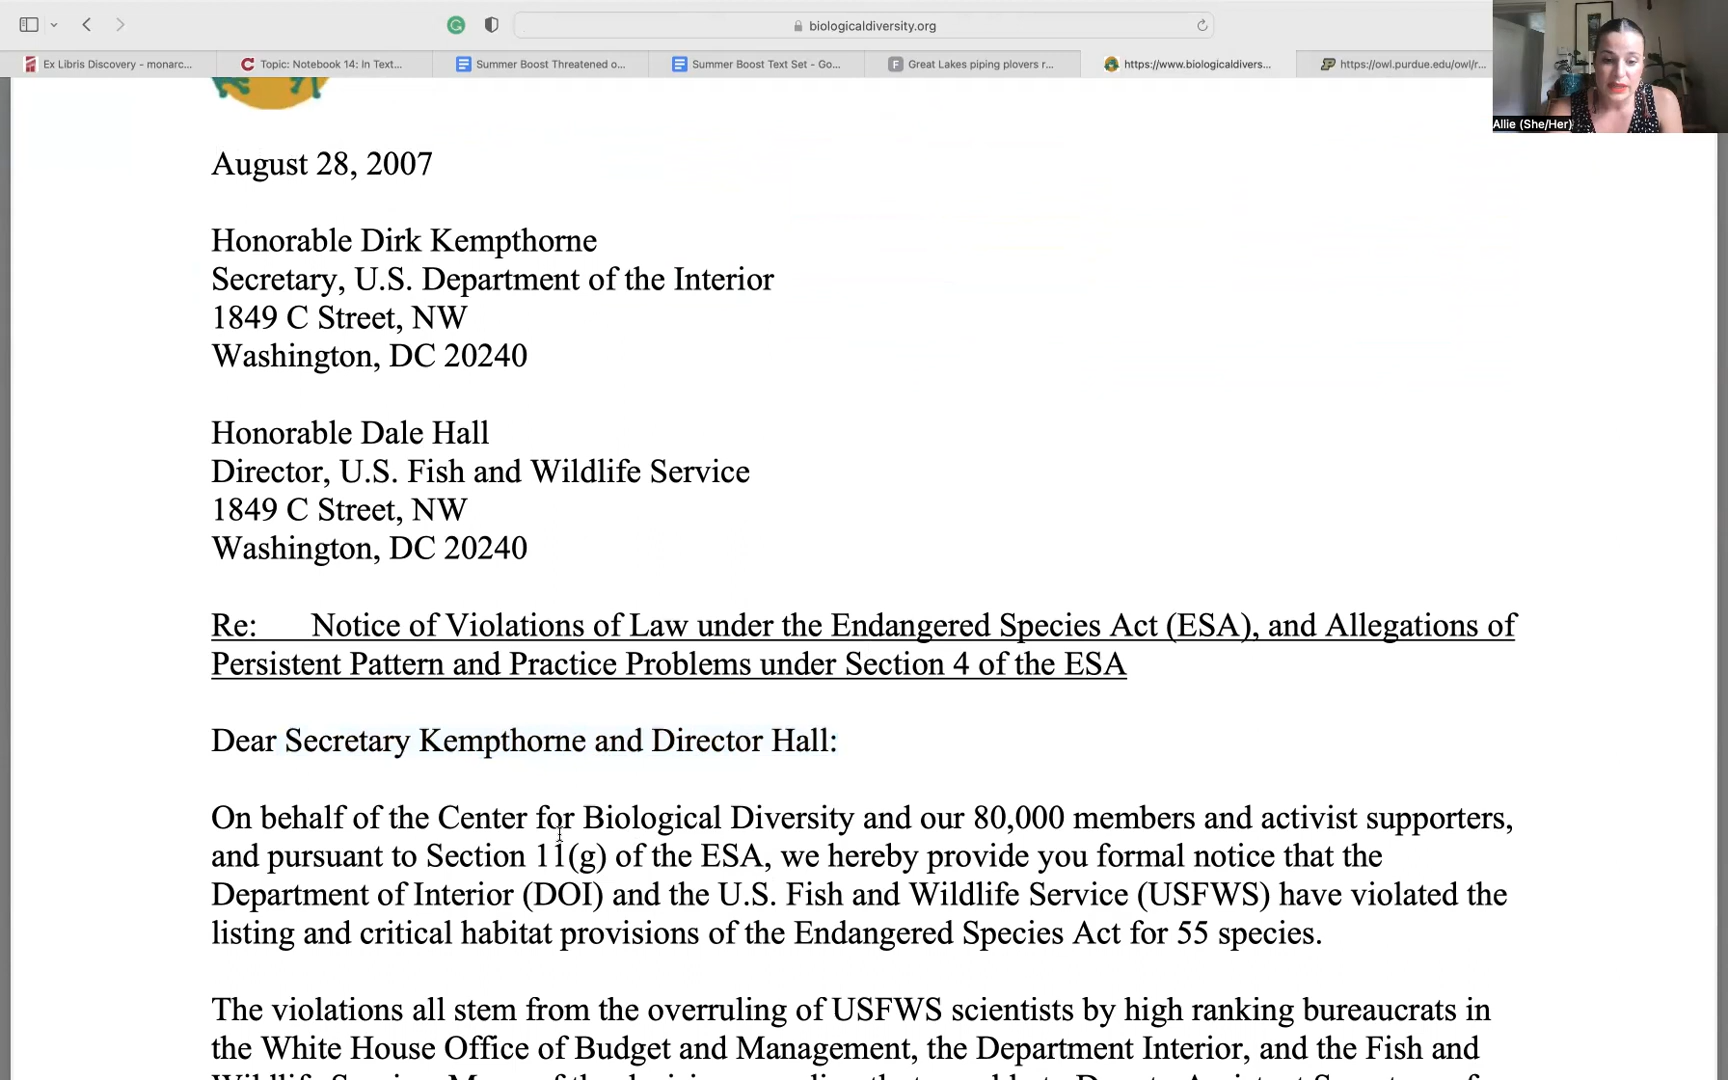 biologicaldiversity.org
Ex Libris Discovery - monarc...
Topic: Notebook 14: In Text...
Summer Boost Threatened o...
Summer Boost Text Set - Go...
Great Lakes piping plovers r...
https://www.biologicaldivers...
https://owl.purdue.edu/owl/r...
Allie (She/Her)
August 28, 2007
Honorable Dirk Kempthorne
Secretary, U.S. Department of the Interior
1849 C Street, NW
Washington, DC 20240
Honorable Dale Hall
Director, U.S. Fish and Wildlife Service
1849 C Street, NW
Washington, DC 20240
Re: Notice of Violations of Law under the Endangered Species Act (ESA), and Allegations of
Persistent Pattern and Practice Problems under Section 4 of the ESA
Dear Secretary Kempthorne and Director Hall:
On behalf of the Center for Biological Diversity and our 80,000 members and activist supporters,
and pursuant to Section 11(g) of the ESA, we hereby provide you formal notice that the
Department of Interior (DOI) and the U.S. Fish and Wildlife Service (USFWS) have violated the
listing and critical habitat provisions of the Endangered Species Act for 55 species.
The violations all stem from the overruling of USFWS scientists by high ranking bureaucrats in
the White House Office of Budget and Management, the Department Interior, and the Fish and